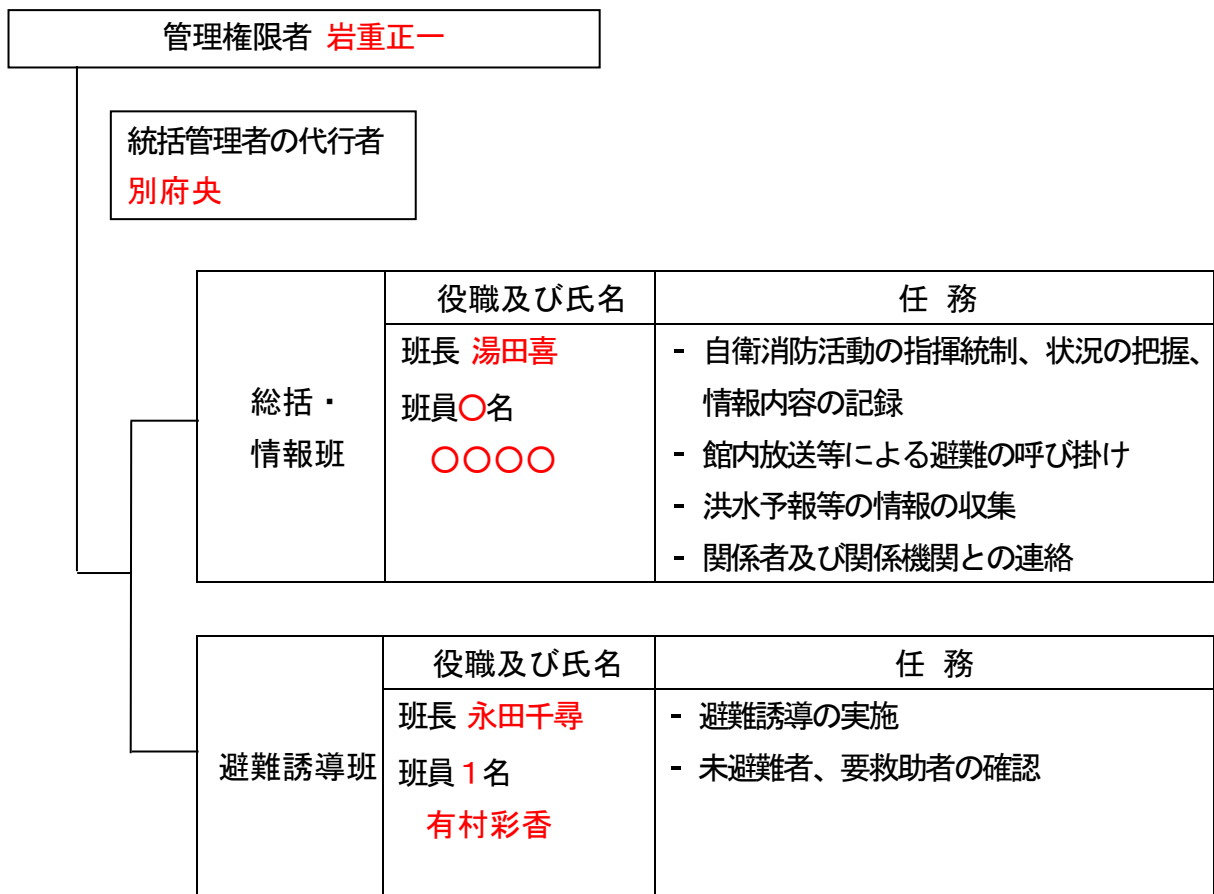 管理権限者 岩重正一
統括管理者の代行者
別府央
総括・
情報班
役職及び氏名
任 務
班長 湯田喜
班員〇名
〇〇〇〇
- 自衛消防活動の指揮統制、状況の把握、
情報内容の記録
- 館内放送等による避難の呼び掛け
- 洪水予報等の情報の収集
- 関係者及び関係機関との連絡
避難誘導班
役職及び氏名
任 務
班長 永田千尋
班員1名
有村彩香
- 避難誘導の実施
- 未避難者、要救助者の確認